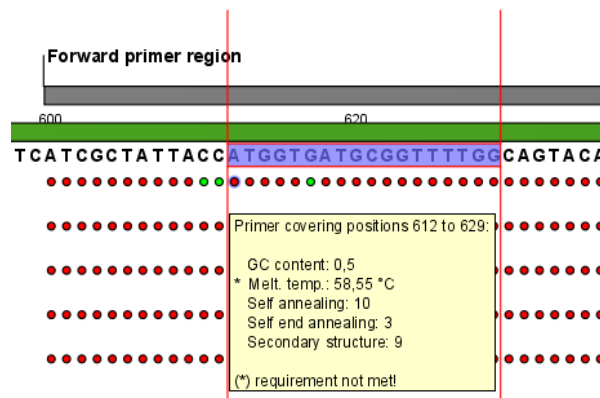 Forward primer region
600 620
TCATCGCTATTACCATGGTGATGCGGTTTTGGCAGTACA
Primer covering positions 612 to 629:
GC content: 0,5
* Melt. temp.: 58,55 °C
Self annealing: 10
Self end annealing: 3
Secondary structure: 9
(*) requirement not met!